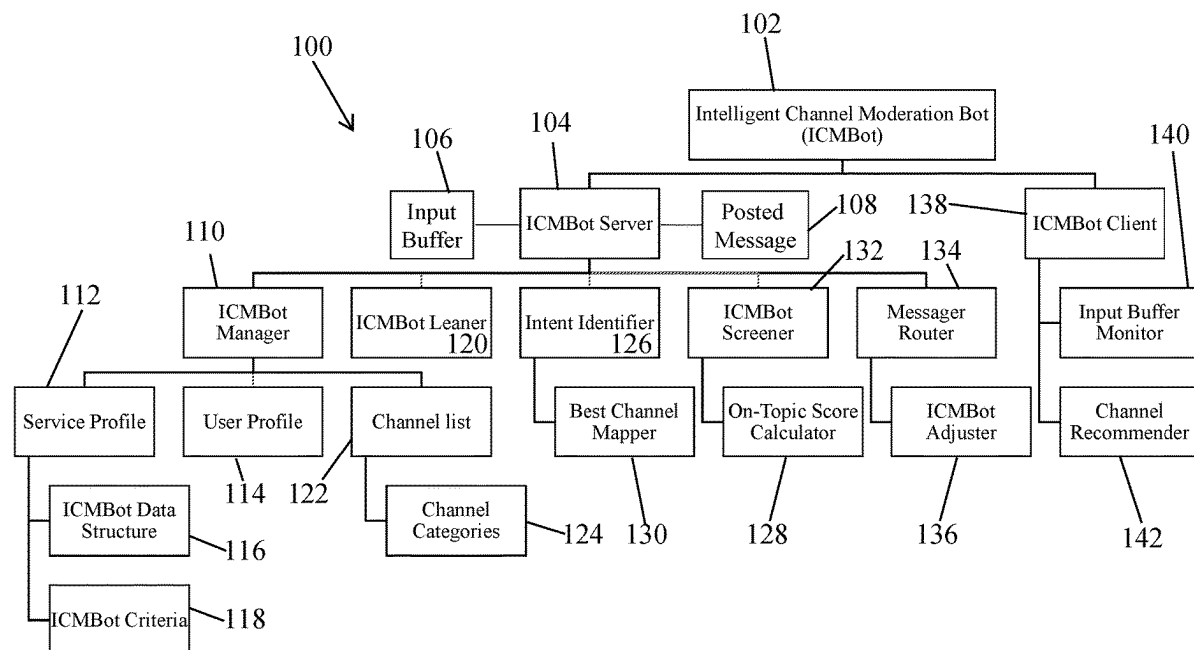 100
102
Intelligent Channel Moderation Bot
(ICMBot)
106
104
140
Input
Buffer
ICMBot Server
Posted
Message
108
138
ICMBot Client
110
132
134
112
ICMBot
Manager
ICMBot Leaner
120
Intent Identifier
126
ICMBot
Screener
Messager
Router
Input Buffer
Monitor
Service Profile
User Profile
Channel list
Best Channel
Mapper
On-Topic Score
Calculator
ICMBot
Adjuster
Channel
Recommender
114
122
ICMBot Data
Structure
116
Channel
Categories
124
130
128
136
142
ICMBot Criteria
118